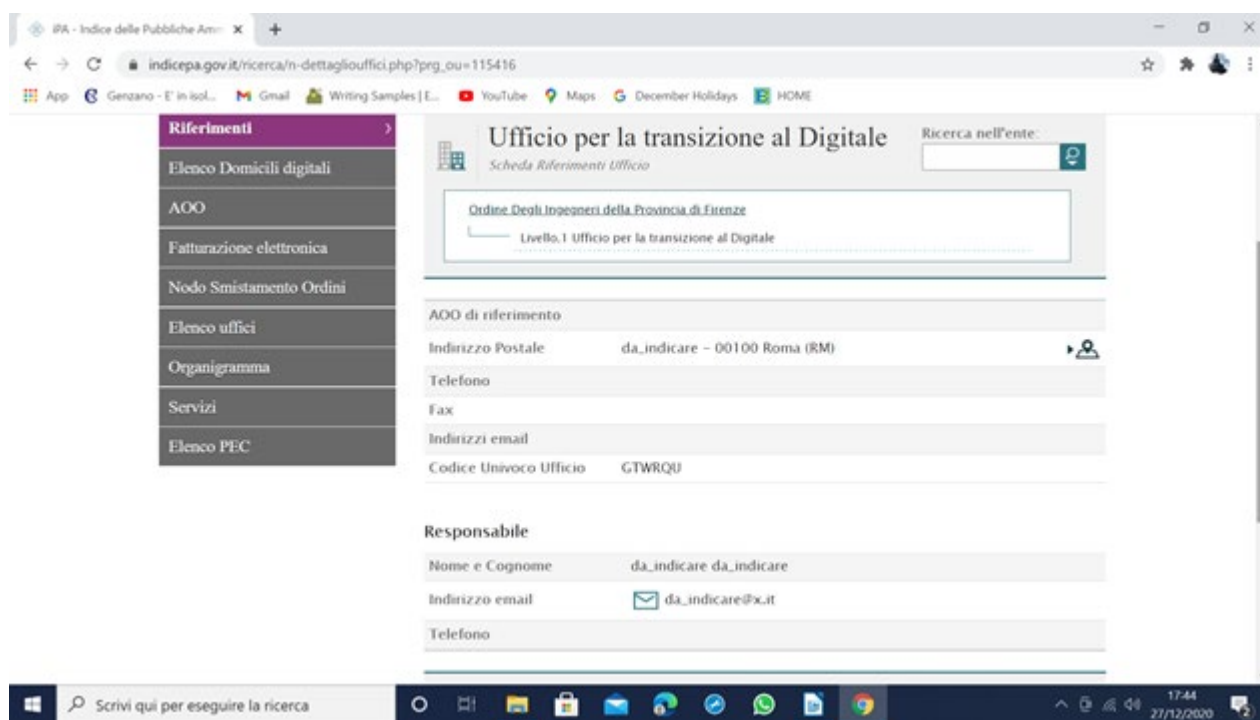 iPA - Indice delle Pubbliche Am
indicepa.gov.it/ricerca/n-dettagliouffici.php?prg_ou=115416
App Genzano - E' in isol... Gmail Writing Samples | E... YouTube Maps December Holidays HOME
Riferimenti
Elenco Domicili digitali
AOO
Fatturazione elettronica
Nodo Smistamento Ordini
Elenco uffici
Organigramma
Servizi
Elenco PEC
Ufficio per la transizione al Digitale
Scheda Riferimenti Ufficio
Ricerca nell'ente:
Ordine Degli Ingegneri della Provincia di Firenze
Livello.1 Ufficio per la transizione al Digitale
AOO di riferimento
Indirizzo Postale da_indicare – 00100 Roma (RM)
Telefono
Fax
Indirizzi email
Codice Univoco Ufficio GTWRQU
Responsabile
Nome e Cognome da_indicare da_indicare
Indirizzo email da_indicare@x.it
Telefono
Scrivi qui per eseguire la ricerca
17:44
27/12/2020